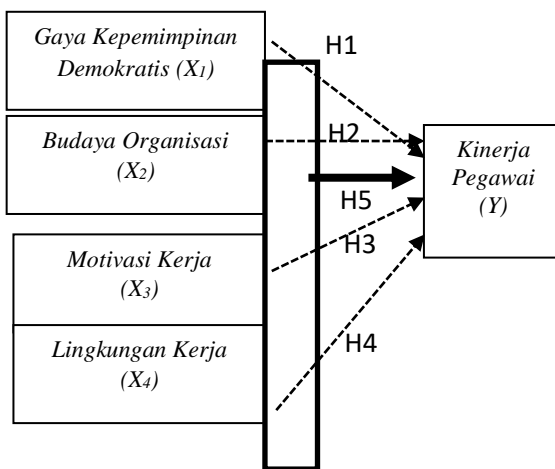 Gaya Kepemimpinan
Demokratis (X1)
H1
Budaya Organisasi
(X2)
H2
Kinerja
Pegawai
(Y)
H5
H3
Motivasi Kerja
(X3)
H4
Lingkungan Kerja
(X4)